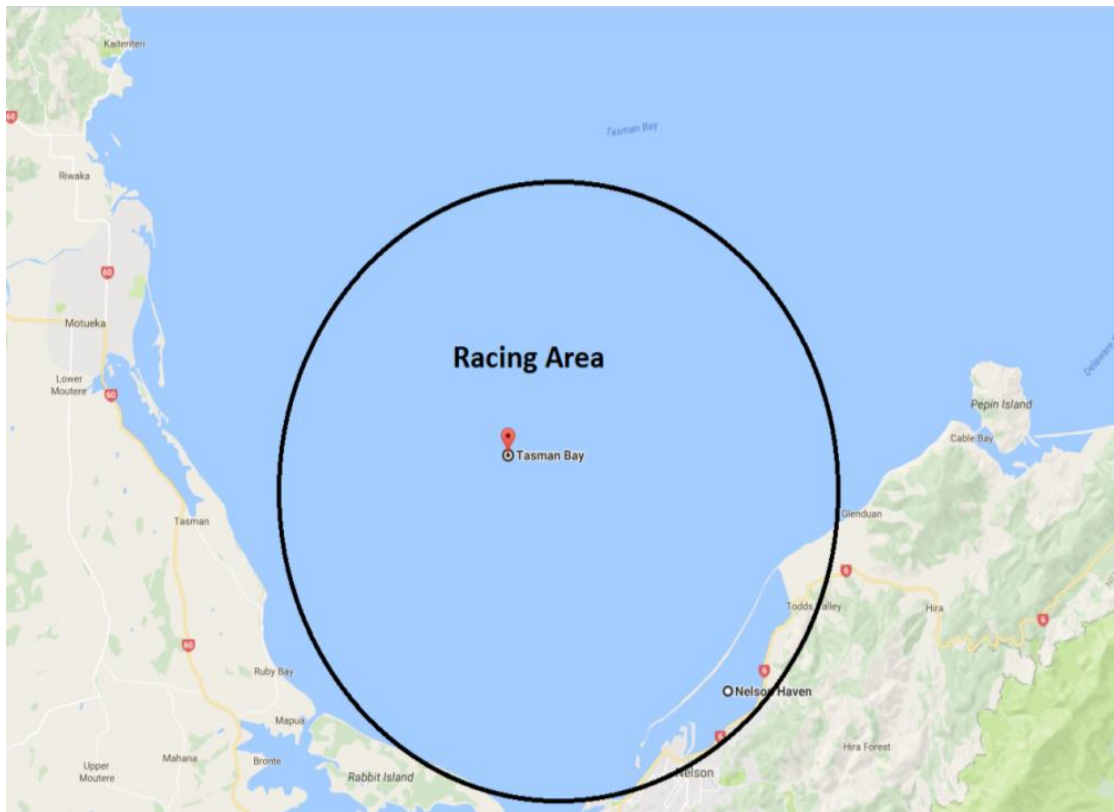 Kaiteriteri
60
Tasman Bay
Riwaka
60
Motueka
Racing Area
Lower
Moutere
60
Pepin Island
Cable Bay
Tasman Bay
Tasman
Glenduan
6
Todds Valley
Hira
6
60
Ruby Bay
6
Nelson Haven
Mapua
6
Mahana
Bronte
Hira Forest
Upper
Moutere
Rabbit Island
Nelson